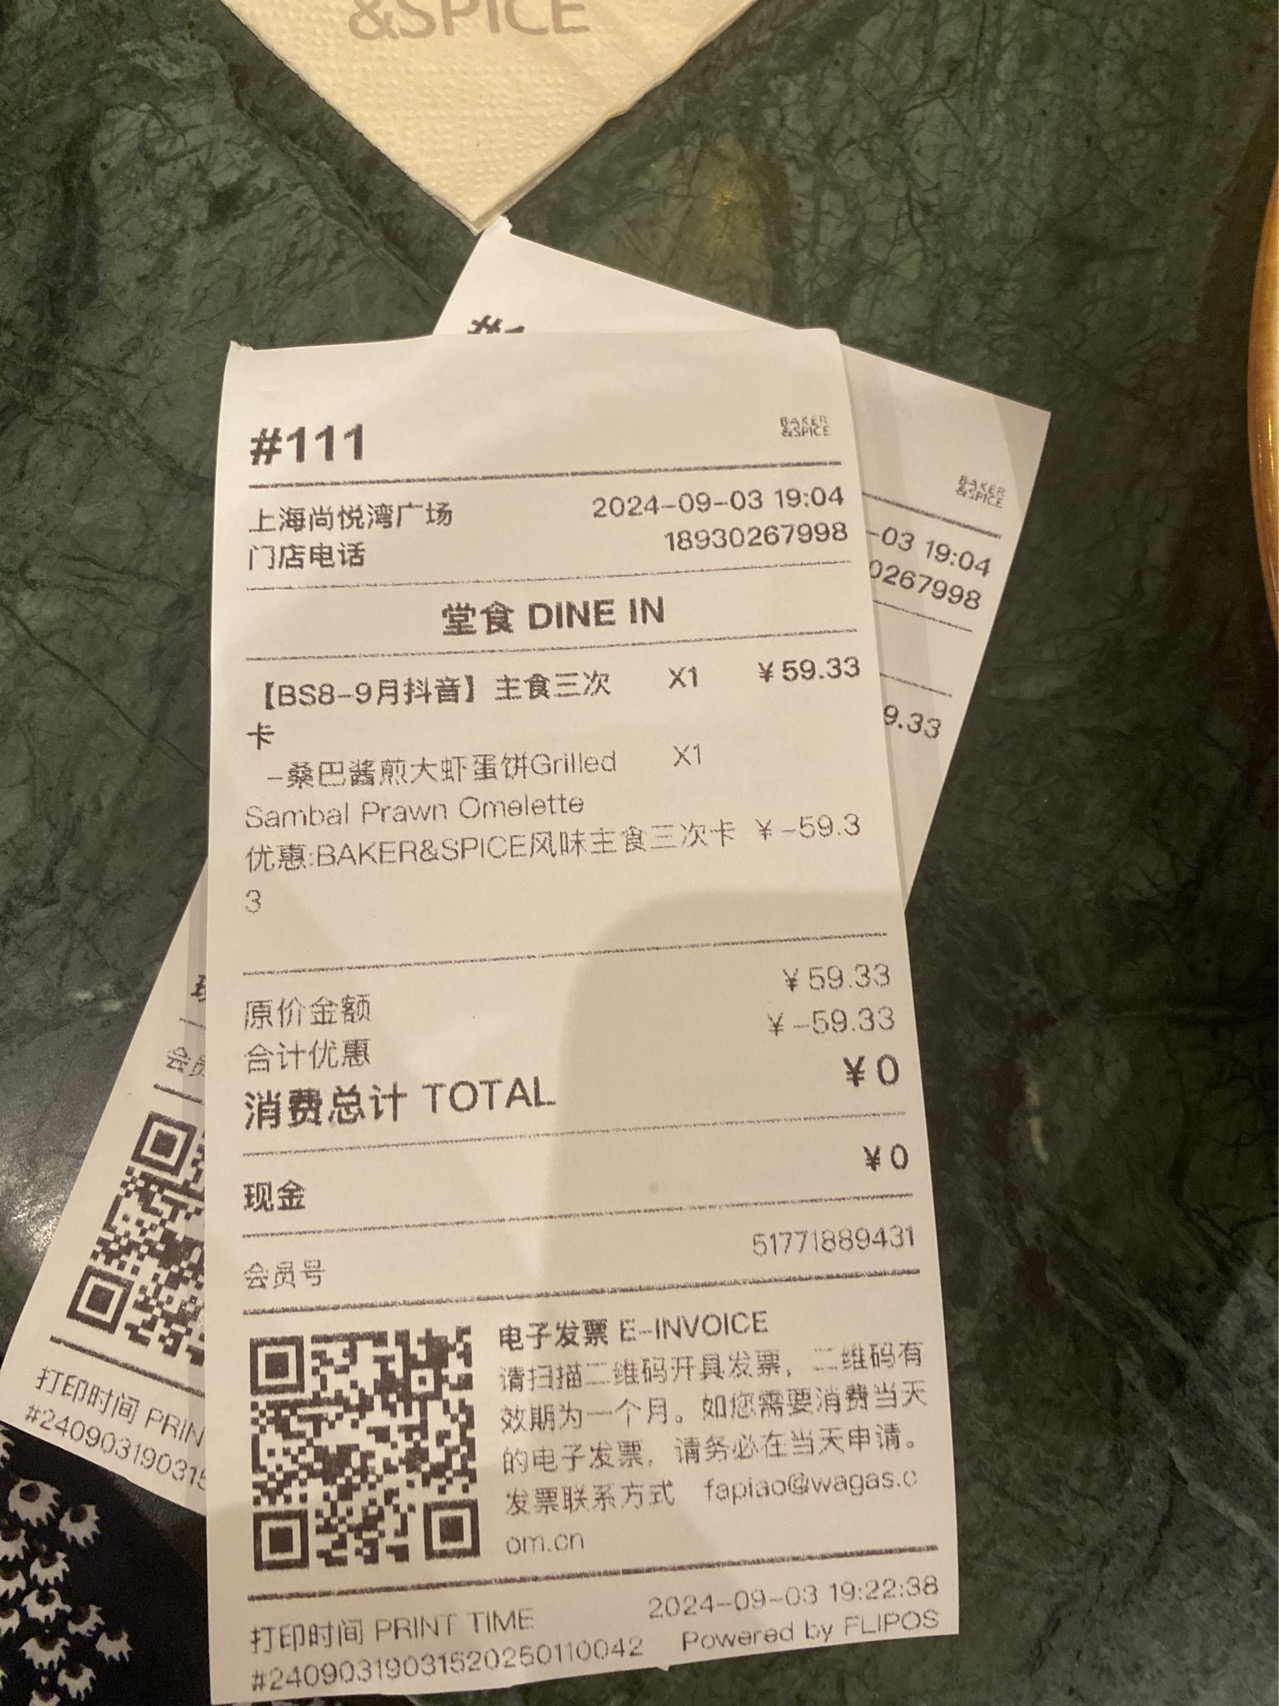 &SPICE
#1
#111
BAKER
&SPICE
BAKER
&SPICE
上海尚悦湾广场 2024-09-03 19:04
门店电话 18930267998
-03 19:04
0267998
堂食 DINE IN
【BS8-9月抖音】主食三次 X1 ¥59.33
卡
9.33
-桑巴酱煎大虾蛋饼Grilled X1
Sambal Prawn Omelette
优惠:BAKER&SPICE风味主食三次卡 ¥-59.3
3
原价金额 ¥59.33
合计优惠 ¥-59.33
消费总计 TOTAL ¥0
现金 ¥0
会员号 51771889431
会员
电子发票 E-INVOICE
请扫描二维码开具发票，二维码有
效期为一个月。如您需要消费当天
的电子发票，请务必在当天申请。
发票联系方式 fapiao@wagas.c
om.cn
打印时间 PRINT TIME 2024-09-03 19:22:38
#24090319031520250110042 Powered by FLIPOS
打印时间 PRIN
#240903190315